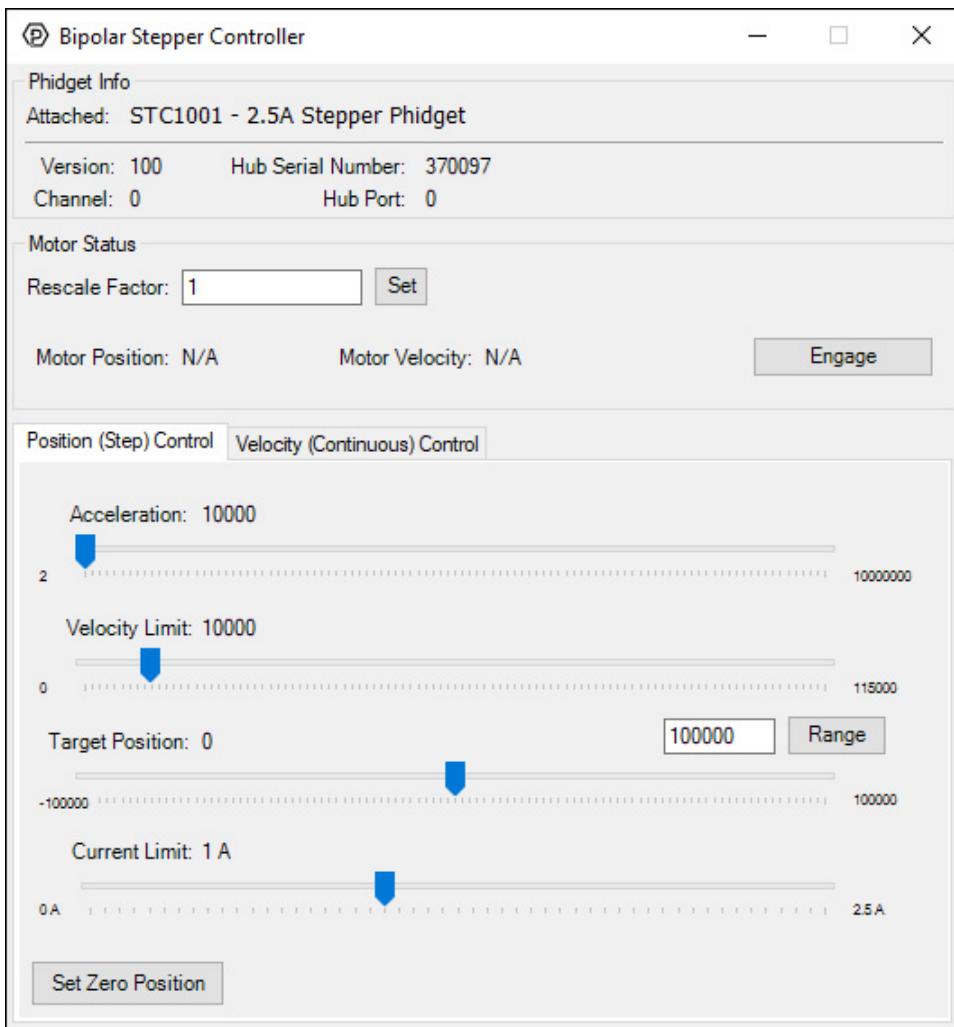 Bipolar Stepper Controller
Phidget Info
Attached: STC1001 - 2.5A Stepper Phidget
Version: 100 Hub Serial Number: 370097
Channel: 0 Hub Port: 0
Motor Status
Rescale Factor: 1 Set
Motor Position: N/A Motor Velocity: N/A Engage
Position (Step) Control Velocity (Continuous) Control
Acceleration: 10000
2 10000000
Velocity Limit: 10000
0 115000
Target Position: 0 100000 Range
-100000 100000
Current Limit: 1 A
0 A 2.5 A
Set Zero Position